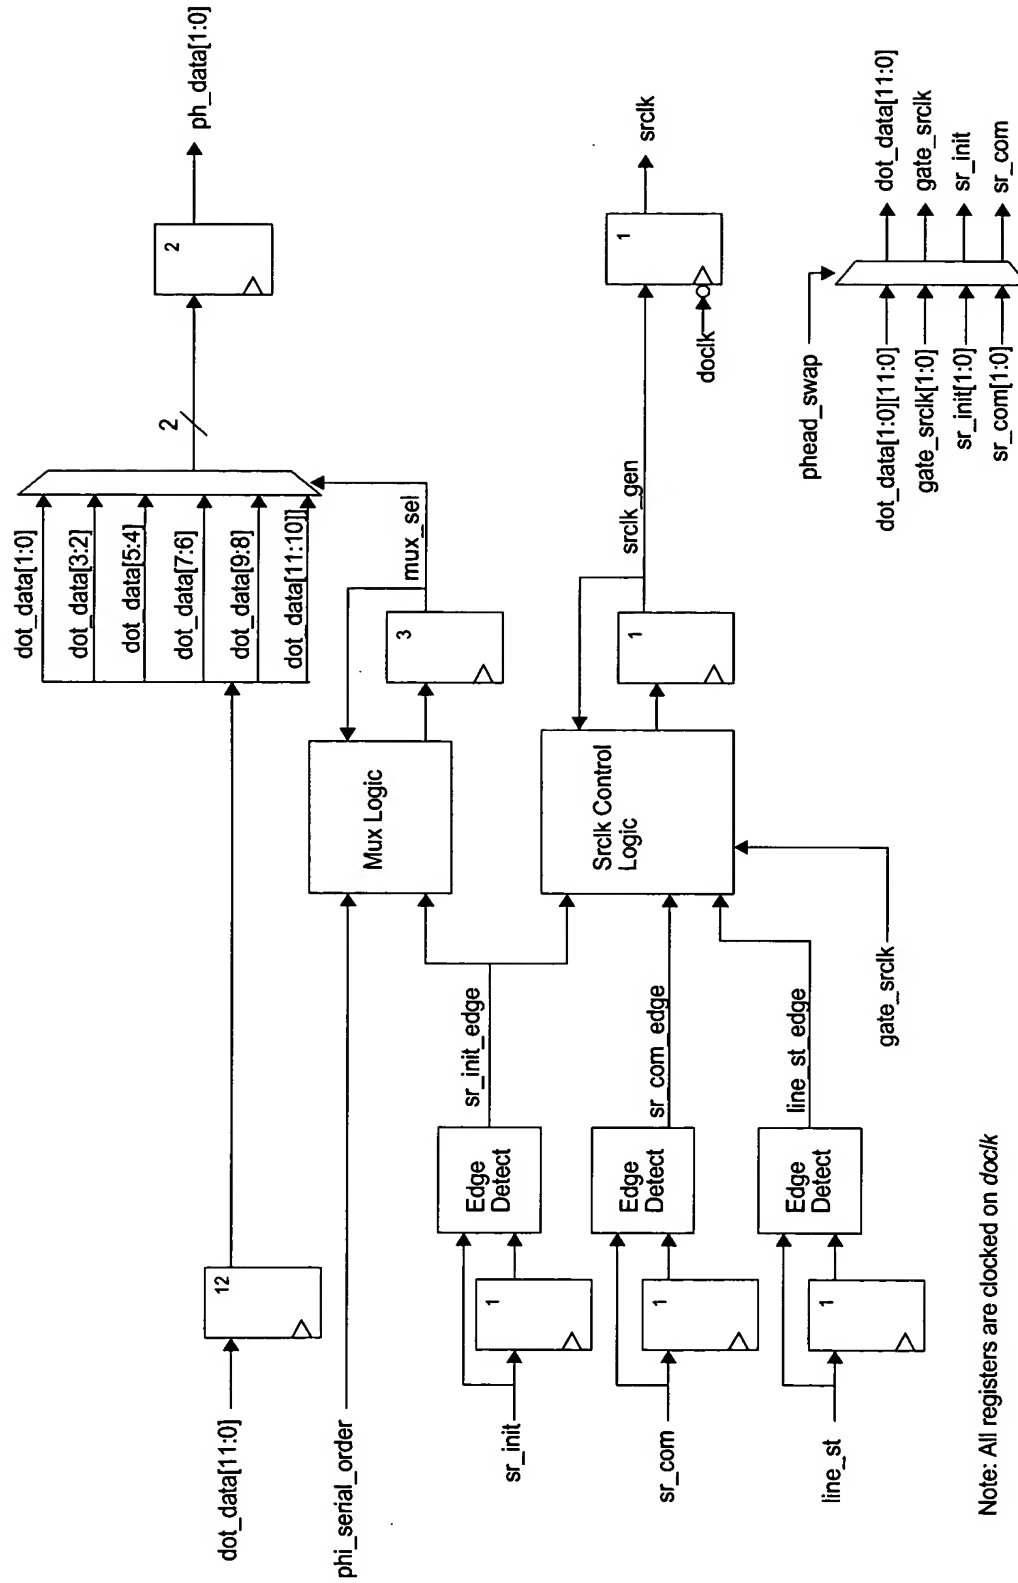 dot_data[11:0]
12
dot_data[1:0]
dot_data[3:2]
dot_data[5:4]
dot_data[7:6]
dot_data[9:8]
dot_data[11:10]]
2
2
ph_data[1:0]
phi_serial_order
Mux Logic
3
mux_sel
sr_init
1
Edge
Detect
sr_init_edge
sr_com
1
Edge
Detect
sr_com_edge
line_st
1
Edge
Detect
line_st_edge
gate_srclk
Srclk Control
Logic
1
srclk_gen
doclk
1
srclk
phead_swap
dot_data[1:0][11:0]
gate_srclk[1:0]
sr_init[1:0]
sr_com[1:0]
dot_data[11:0]
gate_srclk
sr_init
sr_com
Note: All registers are clocked on doclk